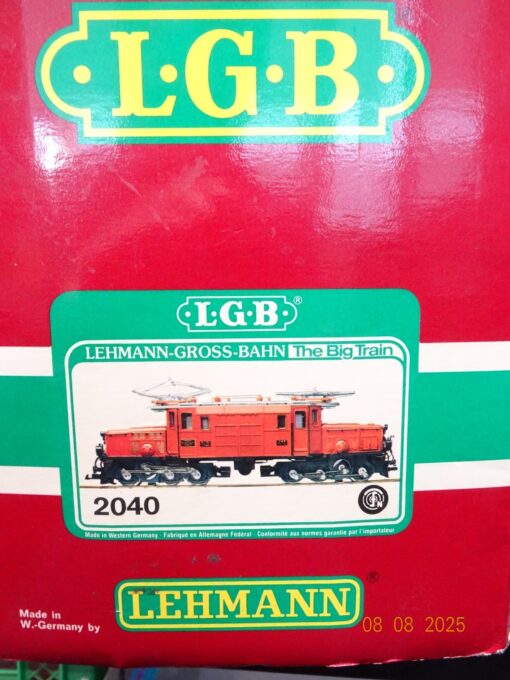 L·G·B
·L·G·B· ®
LEHMANN-GROSS-BAHN The Big Train
2040
Made in Western Germany · Fabriqué en Allemagne Fédéral · Conformité aux normes garantie par l'importateur
Made in
W.-Germany by
LEHMANN ®
08 08 2025